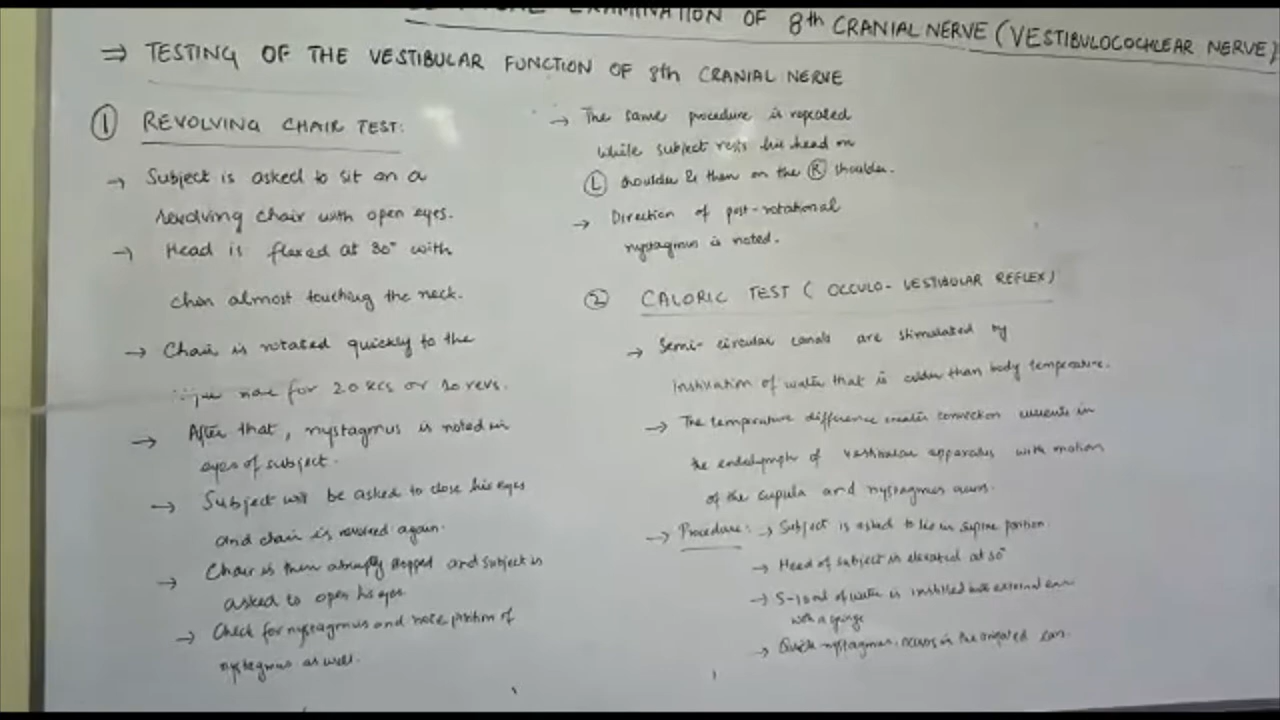 EXAMINATION OF 8th CRANIAL NERVE (VESTIBULOCOCHLEAR NERVE)
⇒ TESTING OF THE VESTIBULAR FUNCTION OF 8th CRANIAL NERVE
① REVOLVING CHAIR TEST:
→ Subject is asked to sit on a
revolving chair with open eyes.
→ Head is flexed at 30° with
chin almost touching the neck.
→ Chair is rotated quickly to the
for 20 secs or 10 revs.
→ After that, nystagmus is noted in
eyes of subject.
→ Subject will be asked to close his eyes
and chair is revolved again.
→ Chair is then abruptly stopped and subject is
asked to open his eyes
→ Check for nystagmus and note position of
nystegmus as well.
→ The same procedure is repeated
while subject rests his head on
Ⓛ shoulder & then on the Ⓡ shoulder.
→ Direction of post-rotational
nystagmus is noted.
② CALORIC TEST ( OCCULO- VESTIBULAR REFLEX)
→ Semi-circular canals are stimulated by
instillation of water that is colder than body temperature.
→ The temperature difference creates convection currents in
the endolymph of vestibular apparatus with motion
of the cupula and nystagmus occurs.
→ Procedure: → Subject is asked to lie in supine position.
→ Head of subject is elevated at 30°
→ 5-10 ml of water is instilled into external ear
with a syringe
→ Quick nystagmus occurs in the irrigated ear.